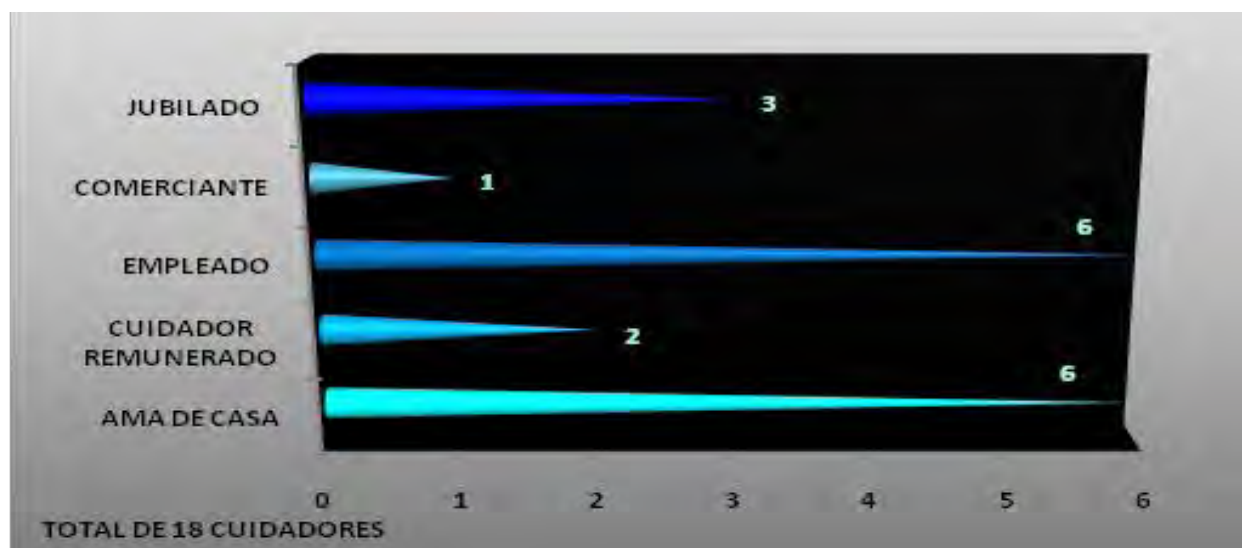 JUBILADO
3
COMERCIANTE
1
EMPLEADO
6
CUIDADOR
REMUNERADO
2
AMA DE CASA
6
0 1 2 3 4 5 6
TOTAL DE 18 CUIDADORES